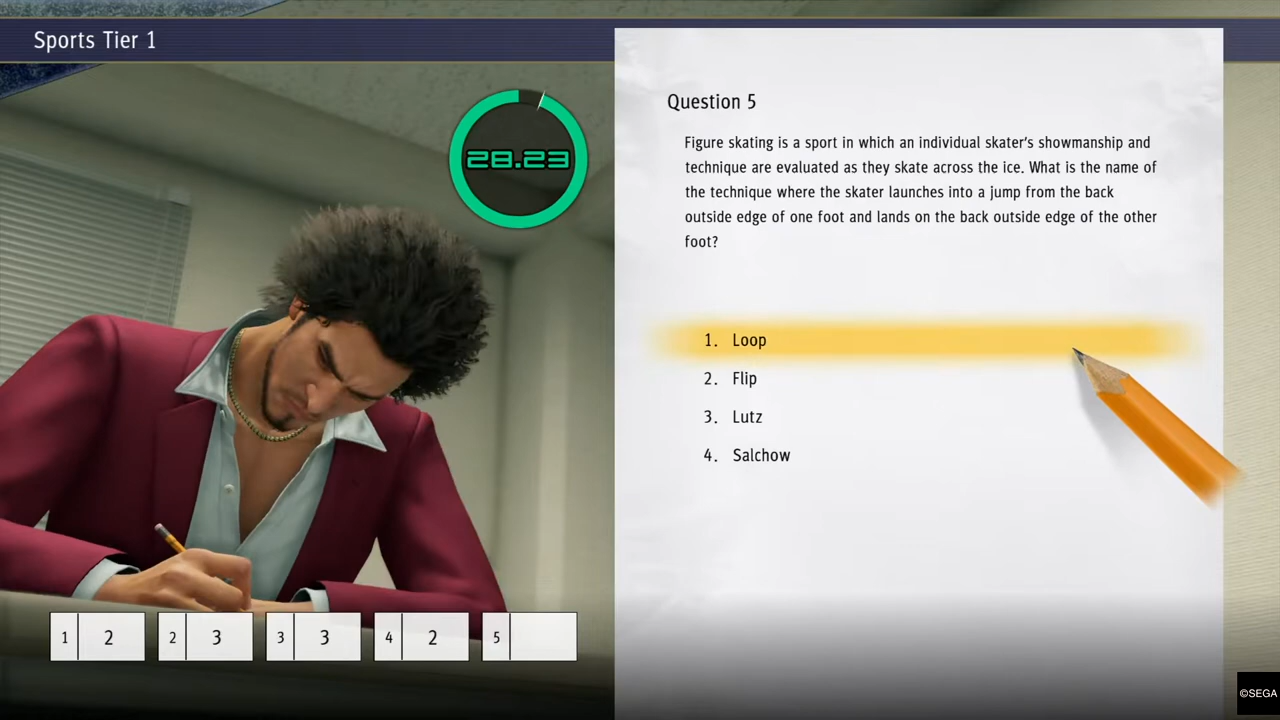 Sports Tier 1
28.23
Question 5
Figure skating is a sport in which an individual skater's showmanship and
technique are evaluated as they skate across the ice. What is the name of
the technique where the skater launches into a jump from the back
outside edge of one foot and lands on the back outside edge of the other
foot?
1. Loop
2. Flip
3. Lutz
4. Salchow
1 2 2 3 3 3 4 2 5
©SEGA